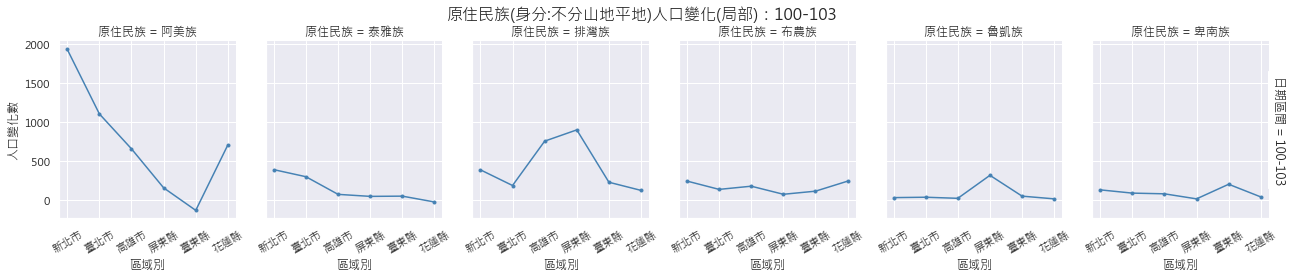 原住民族(身分:不分山地平地)人口變化(局部)：100-103
原住民族 = 阿美族
原住民族 = 泰雅族
原住民族 = 排灣族
原住民族 = 布農族
原住民族 = 魯凱族
原住民族 = 卑南族
人口變化數
2000
1500
1000
500
0
新北市 臺北市 高雄市 屏東縣 臺東縣 花蓮縣
新北市 臺北市 高雄市 屏東縣 臺東縣 花蓮縣
新北市 臺北市 高雄市 屏東縣 臺東縣 花蓮縣
新北市 臺北市 高雄市 屏東縣 臺東縣 花蓮縣
新北市 臺北市 高雄市 屏東縣 臺東縣 花蓮縣
新北市 臺北市 高雄市 屏東縣 臺東縣 花蓮縣
區域別
區域別
區域別
區域別
區域別
區域別
日期區間 = 100-103